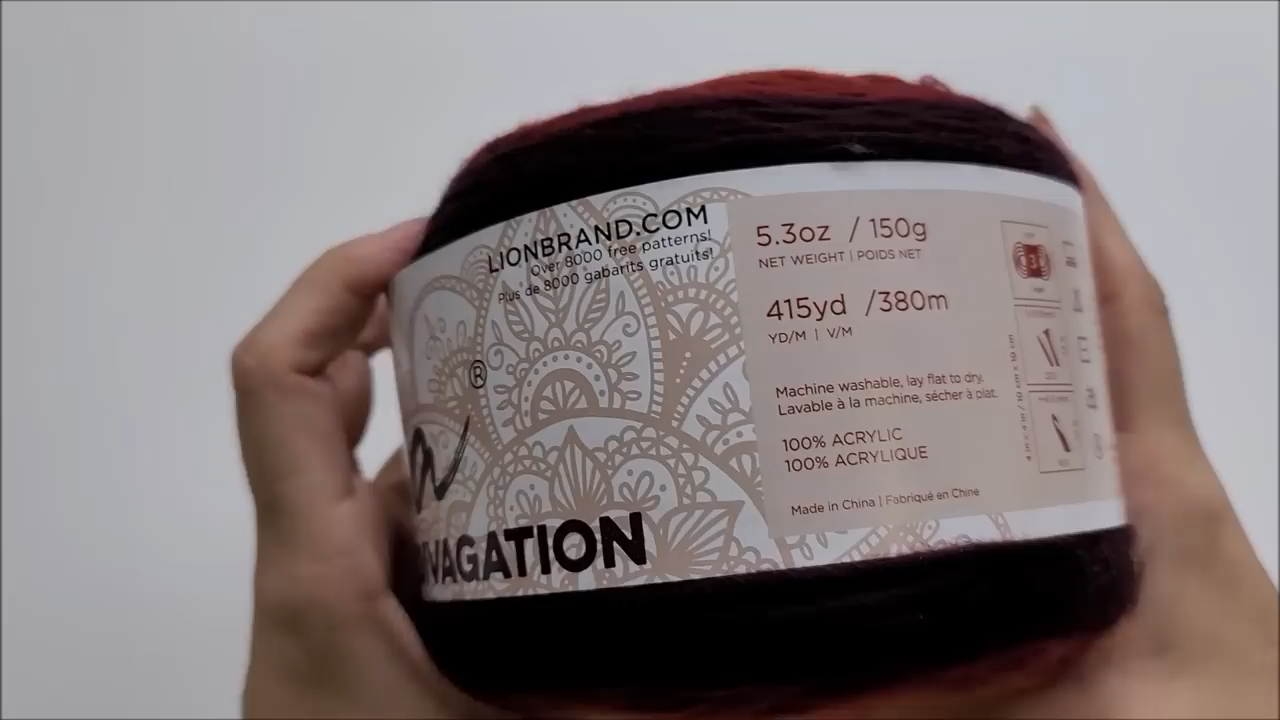 LIONBRAND.COM
Over 8000 free patterns!
Plus de 8000 gabarits gratuits!
®
5.3oz / 150g
NET WEIGHT | POIDS NET
415yd /380m
YD/M | V/M
Machine washable, lay flat to dry.
Lavable à la machine, sécher à plat.
100% ACRYLIC
100% ACRYLIQUE
Made in China | Fabriqué en Chine